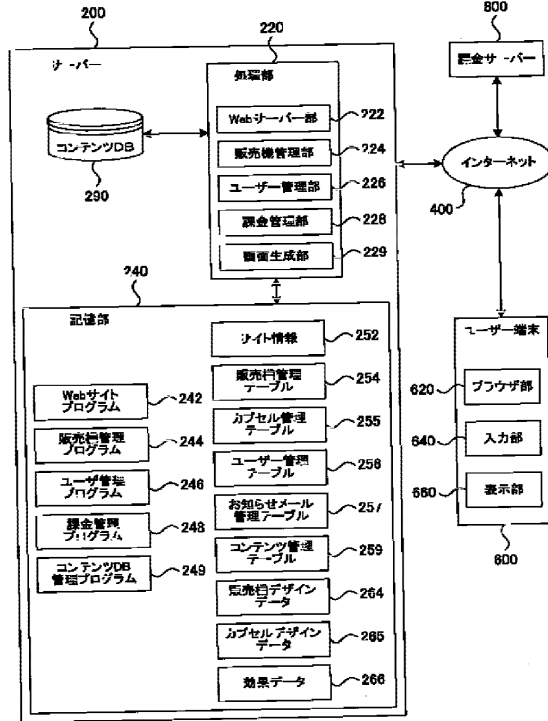 200
サーバー
コンテンツDB
290
220
処理部
Webサーバー部
222
販売機管理部
224
ユーザー管理部
226
課金管理部
228
画面生成部
229
800
課金サーバー
インターネット
400
240
記憶部
Webサイト
プログラム
242
販売機管理
プログラム
244
ユーザ管理
プログラム
246
課金管理
プログラム
248
コンテンツDB
管理プログラム
249
サイト情報
252
販売機管理
テーブル
254
カプセル管理
テーブル
255
ユーザー管理
テーブル
256
お知らせメール
管理テーブル
257
コンテンツ管理
テーブル
259
販売機デザイン
データ
264
カプセルデザイン
データ
265
効果データ
266
ユーザー端末
620
ブラウザ部
640
入力部
660
表示部
600